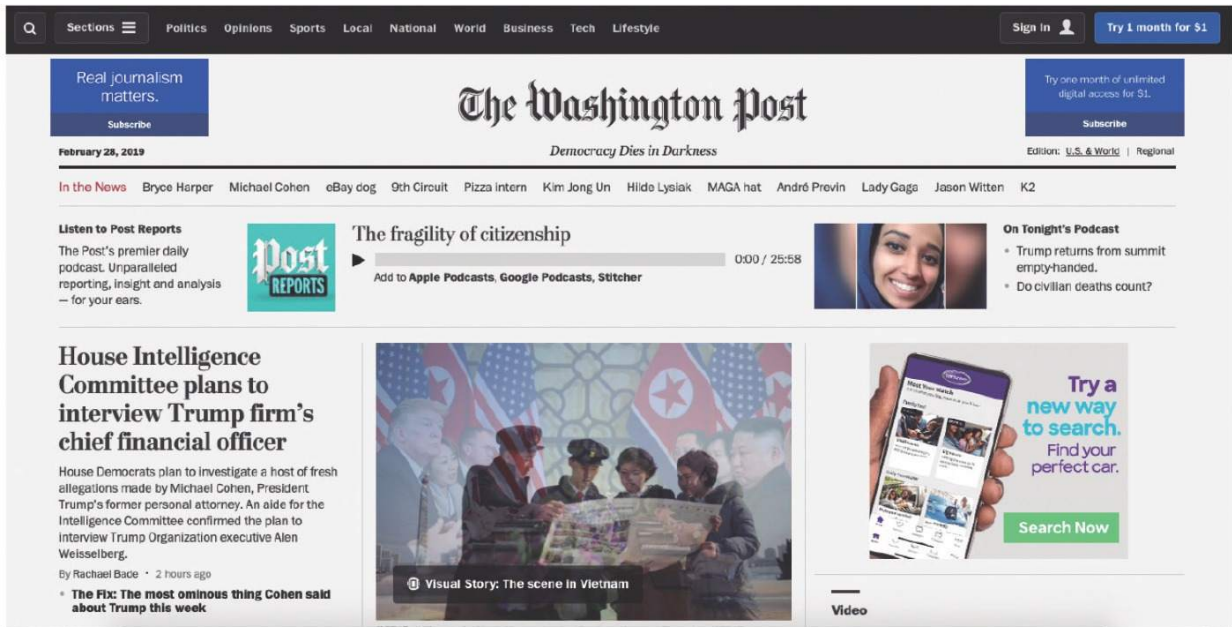 Sections
Politics Opinions Sports Local National World Business Tech Lifestyle
Sign In
Try 1 month for $1
Real journalism
matters.
Subscribe
The Washington Post
Democracy Dies in Darkness
Try one month of unlimited
digital access for $1.
Subscribe
February 28, 2019
Edition: U.S. & World | Regional
In the News Bryce Harper Michael Cohen eBay dog 9th Circuit Pizza intern Kim Jong Un Hilde Lysiak MAGA hat André Previn Lady Gaga Jason Witten K2
Listen to Post Reports
The Post's premier daily
podcast. Unparalleled
reporting, insight and analysis
— for your ears.
Post
REPORTS
The fragility of citizenship
0:00 / 25:58
Add to Apple Podcasts, Google Podcasts, Stitcher
On Tonight's Podcast
• Trump returns from summit
empty-handed.
• Do civilian deaths count?
House Intelligence
Committee plans to
interview Trump firm's
chief financial officer
House Democrats plan to investigate a host of fresh
allegations made by Michael Cohen, President
Trump's former personal attorney. An aide for the
Intelligence Committee confirmed the plan to
interview Trump Organization executive Alen
Weisselberg.
By Rachael Bade • 2 hours ago
• The Fix: The most ominous thing Cohen said
about Trump this week
Visual Story: The scene in Vietnam
Meet Your Match
Try a
new way
to search.
Find your
perfect car.
Search Now
Video